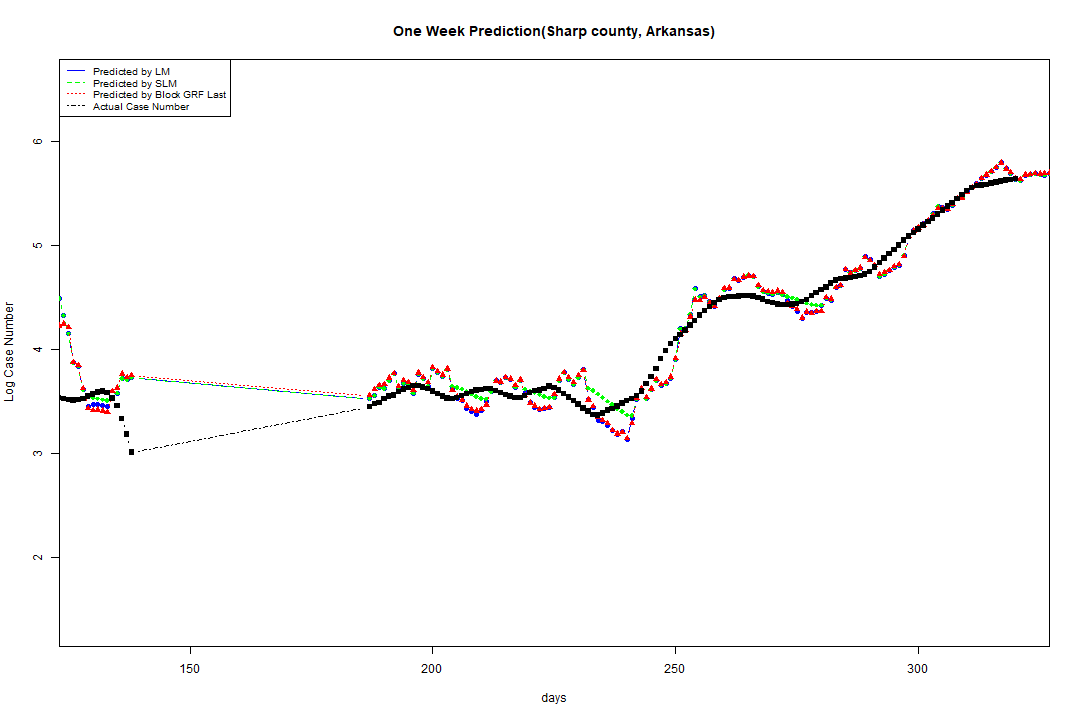 One Week Prediction(Sharp county, Arkansas)
Predicted by LM
Predicted by SLM
Predicted by Block GRF Last
Actual Case Number
6
5
4
3
2
Log Case Number
150
200
250
300
days